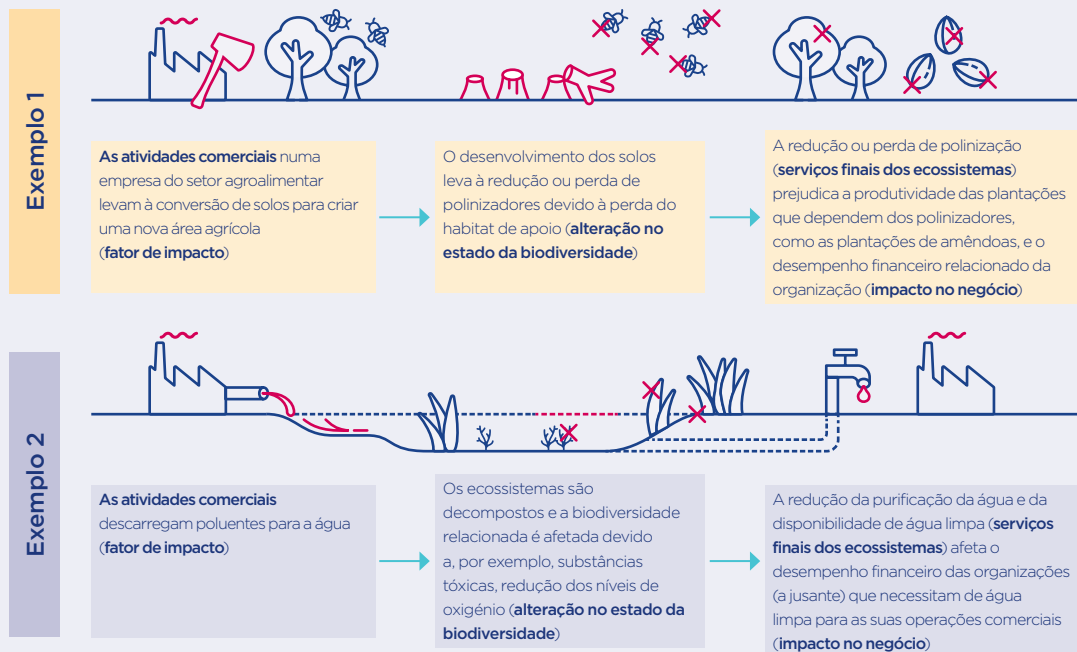 Exemplo 1
As atividades comerciais numa
empresa do setor agroalimentar
levam à conversão de solos para criar
uma nova área agrícola
(fator de impacto)
O desenvolvimento dos solos
leva à redução ou perda de
polinizadores devido à perda do
habitat de apoio (alteração no
estado da biodiversidade)
A redução ou perda de polinização
(serviços finais dos ecossistemas)
prejudica a produtividade das plantações
que dependem dos polinizadores,
como as plantações de amêndoas, e o
desempenho financeiro relacionado da
organização (impacto no negócio)
Exemplo 2
As atividades comerciais
descarregam poluentes para a água
(fator de impacto)
Os ecossistemas são
decompostos e a biodiversidade
relacionada é afetada devido
a, por exemplo, substâncias
tóxicas, redução dos níveis de
oxigénio (alteração no estado da
biodiversidade)
A redução da purificação da água e da
disponibilidade de água limpa (serviços
finais dos ecossistemas) afeta o
desempenho financeiro das organizações
(a jusante) que necessitam de água
limpa para as suas operações comerciais
(impacto no negócio)